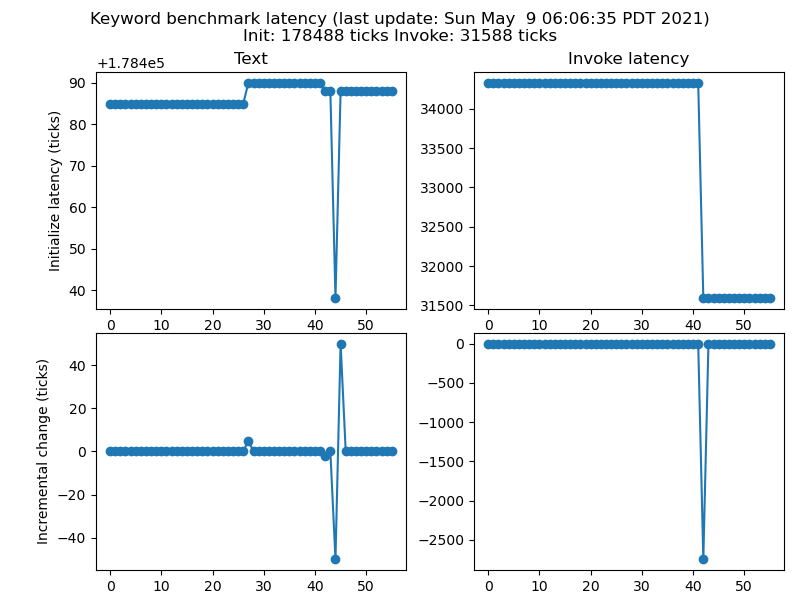 Keyword benchmark latency (last update: Sun May  9 06:06:35 PDT 2021)
Init: 178488 ticks Invoke: 31588 ticks
Text
Invoke latency
+1.784e5
Initialize latency (ticks)
90
80
70
60
50
40
0 10 20 30 40 50
34000
33500
33000
32500
32000
31500
0 10 20 30 40 50
Incremental change (ticks)
40
20
0
−20
−40
0 10 20 30 40 50
0
−500
−1000
−1500
−2000
−2500
0 10 20 30 40 50